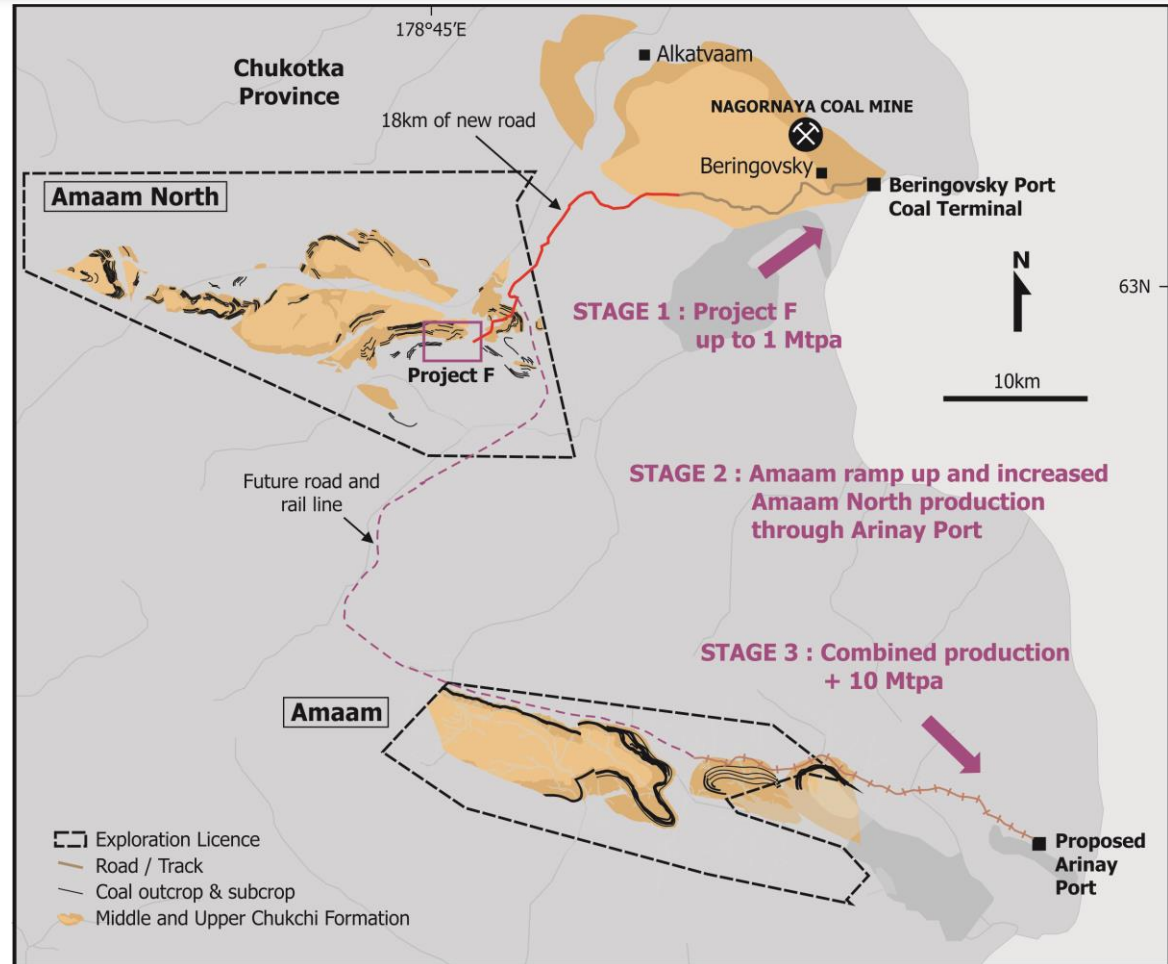 178°45'E
Chukotka
Province
Alkatvaam
18km of new road
NAGORNAYA COAL MINE
Beringovsky
Amaam North
Beringovsky Port
Coal Terminal
N
63N
STAGE 1 : Project F
up to 1 Mtpa
Project F
10km
Future road and
rail line
STAGE 2 : Amaam ramp up and increased
Amaam North production
through Arinay Port
STAGE 3 : Combined production
+ 10 Mtpa
Amaam
Proposed
Arinay
Port
Exploration Licence
Road / Track
Coal outcrop & subcrop
Middle and Upper Chukchi Formation